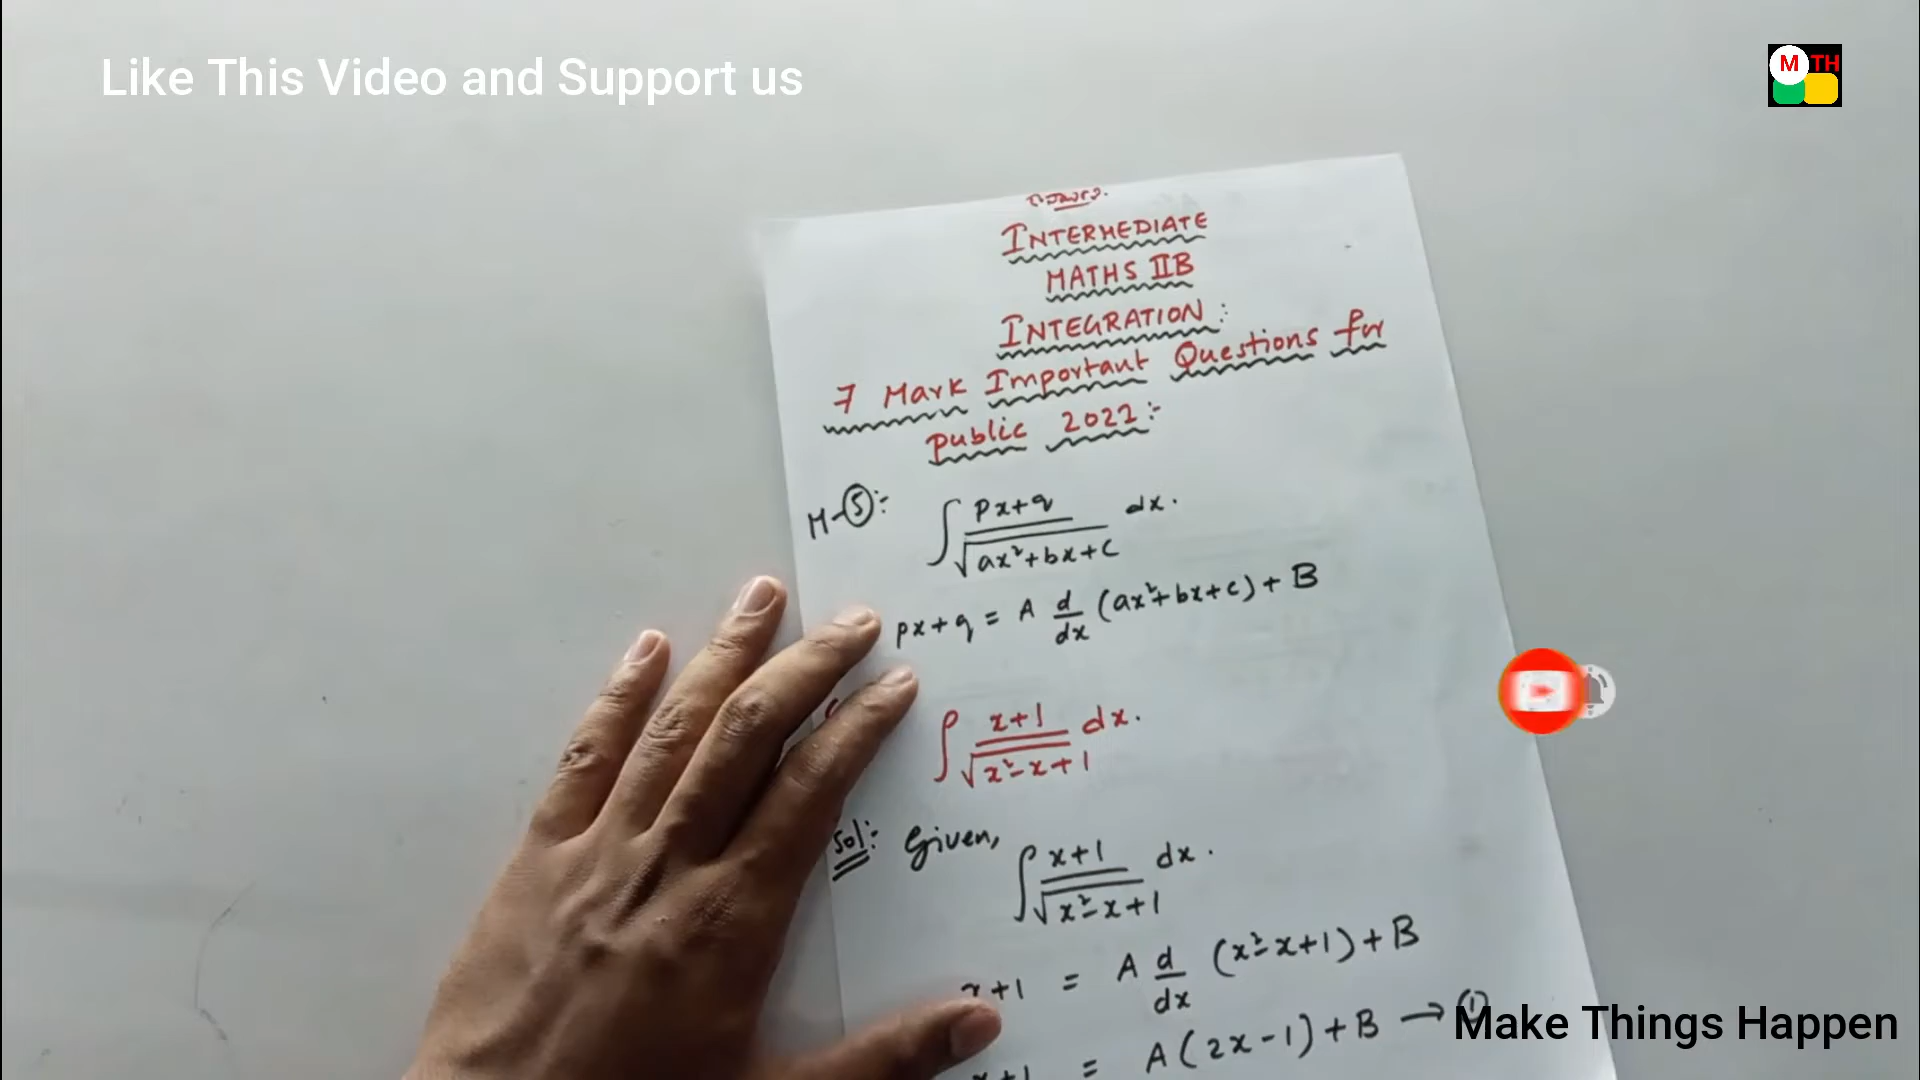 Like This Video and Support us
M TH
INTERMEDIATE
MATHS IIB
INTEGRATION:
7 Mark Important Questions for
public 2022:-
M-⑤:- ∫ px+q / √ax²+bx+c dx.
px+q = A d/dx (ax²+bx+c) + B
∫ x+1 / √x²-x+1 dx.
Sol:- Given, ∫ x+1 / √x²-x+1 dx.
x+1 = A d/dx (x²-x+1) + B
x+1 = A(2x-1)+B → ①
Make Things Happen